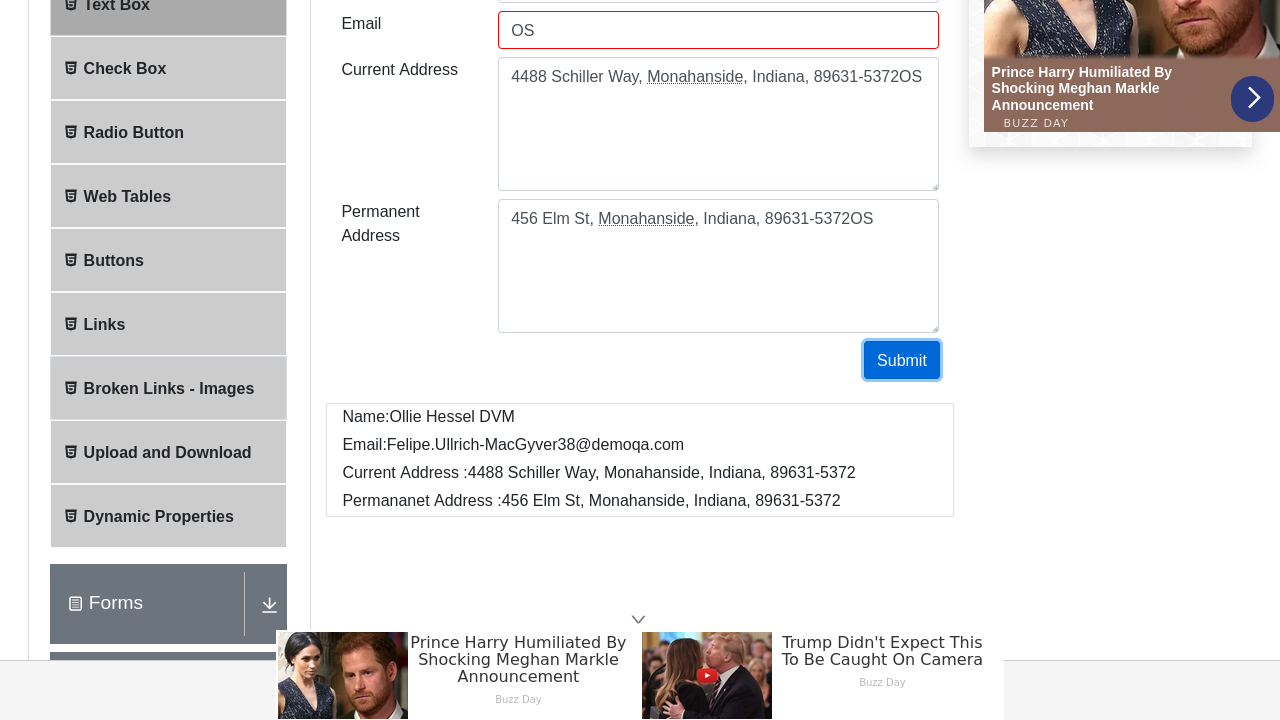 Text Box
Check Box
Radio Button
Web Tables
Buttons
Links
Broken Links - Images
Upload and Download
Dynamic Properties
Forms
Email
OS
Current Address
4488 Schiller Way, Monahanside, Indiana, 89631-5372OS
Permanent
Address
456 Elm St, Monahanside, Indiana, 89631-5372OS
Submit
Name:Ollie Hessel DVM
Email:Felipe.Ullrich-MacGyver38@demoqa.com
Current Address :4488 Schiller Way, Monahanside, Indiana, 89631-5372
Permananet Address :456 Elm St, Monahanside, Indiana, 89631-5372
Prince Harry Humiliated By
Shocking Meghan Markle
Announcement
BUZZ DAY
Prince Harry Humiliated By
Shocking Meghan Markle
Announcement
Buzz Day
Trump Didn't Expect This
To Be Caught On Camera
Buzz Day